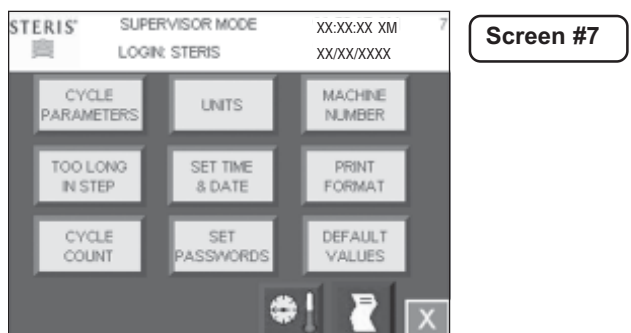 STERIS®
SUPERVISOR MODE
XX:XX:XX XM
7
LOGIN: STERIS
XX/XX/XXXX
Screen #7
CYCLE
PARAMETERS
UNITS
MACHINE
NUMBER
TOO LONG
IN STEP
SET TIME
& DATE
PRINT
FORMAT
CYCLE
COUNT
SET
PASSWORDS
DEFAULT
VALUES
X